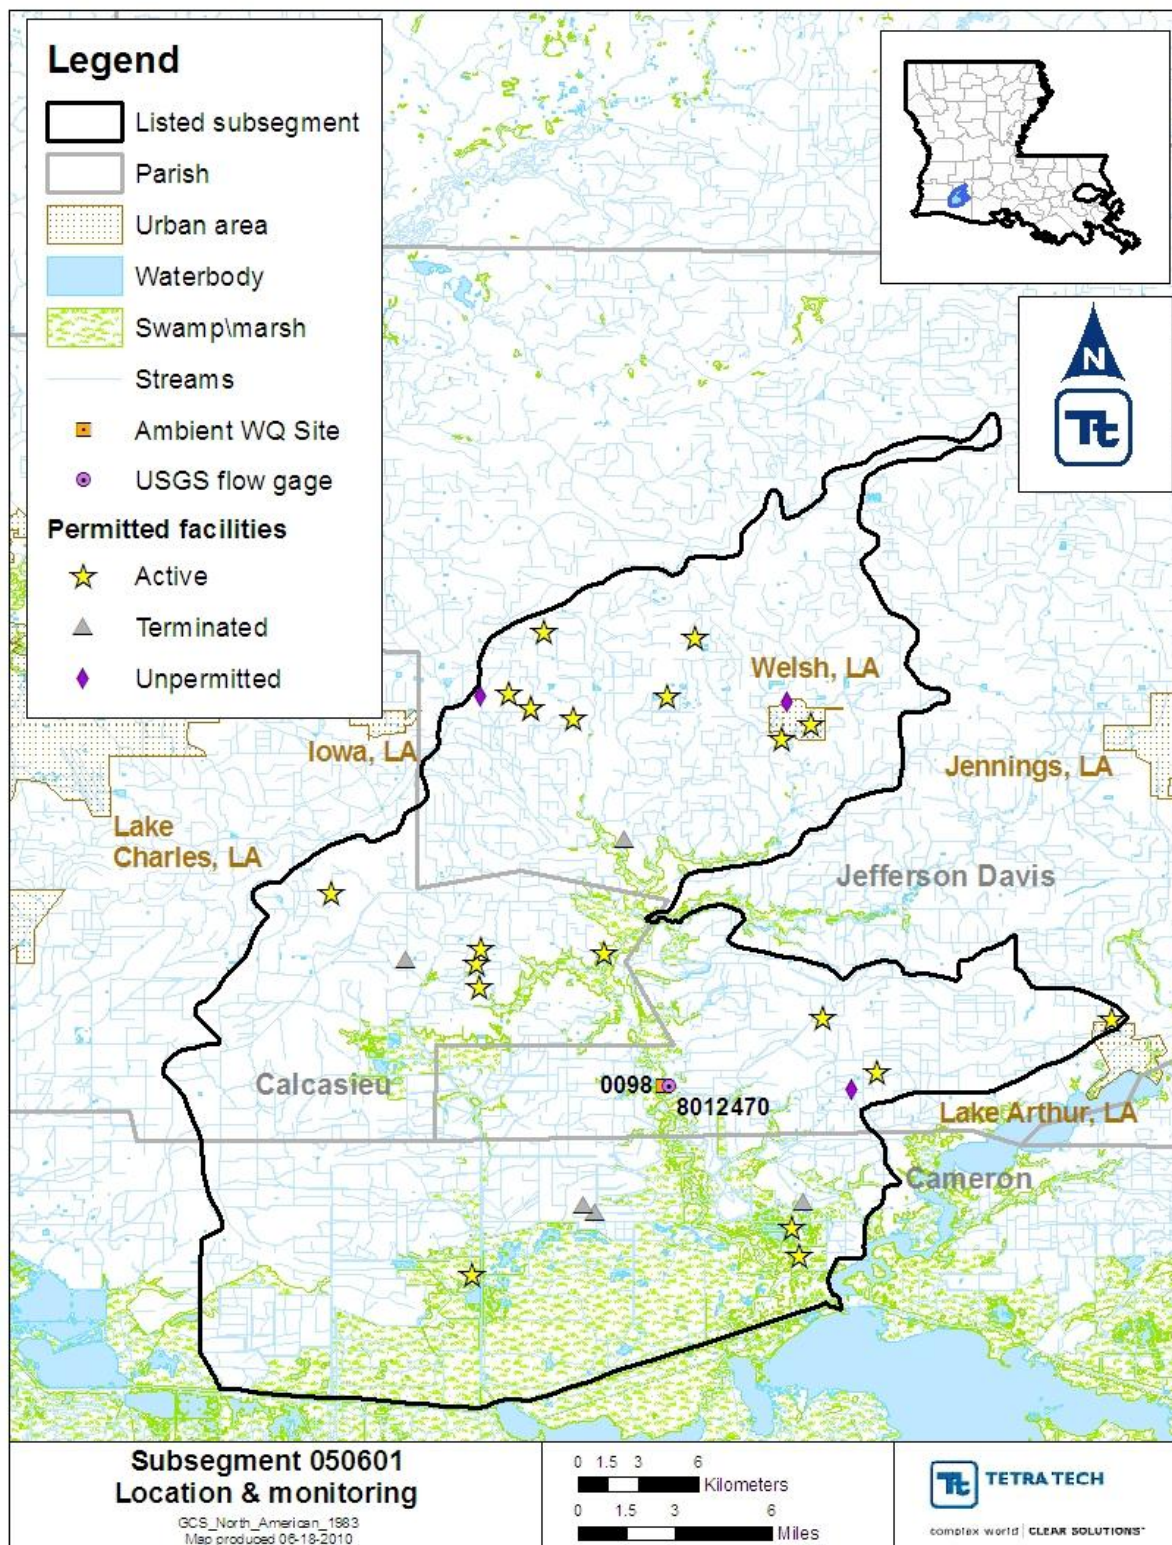 Legend
Listed subsegment
Parish
Urban area
Waterbody
Swamp\marsh
Streams
Ambient WQ Site
USGS flow gage
Permitted facilities
Active
Terminated
Unpermitted
N
Tt
Welsh, LA
Iowa, LA
Jennings, LA
Lake
Charles, LA
Jefferson Davis
Calcasieu
0098
8012470
Lake Arthur, LA
Cameron
Subsegment 050601
Location & monitoring
GCS_North_American_1983
Map produced 06-18-2010
0 1.5 3 6
Kilometers
0 1.5 3 6
Miles
Tt TETRA TECH
complex world | CLEAR SOLUTIONS™